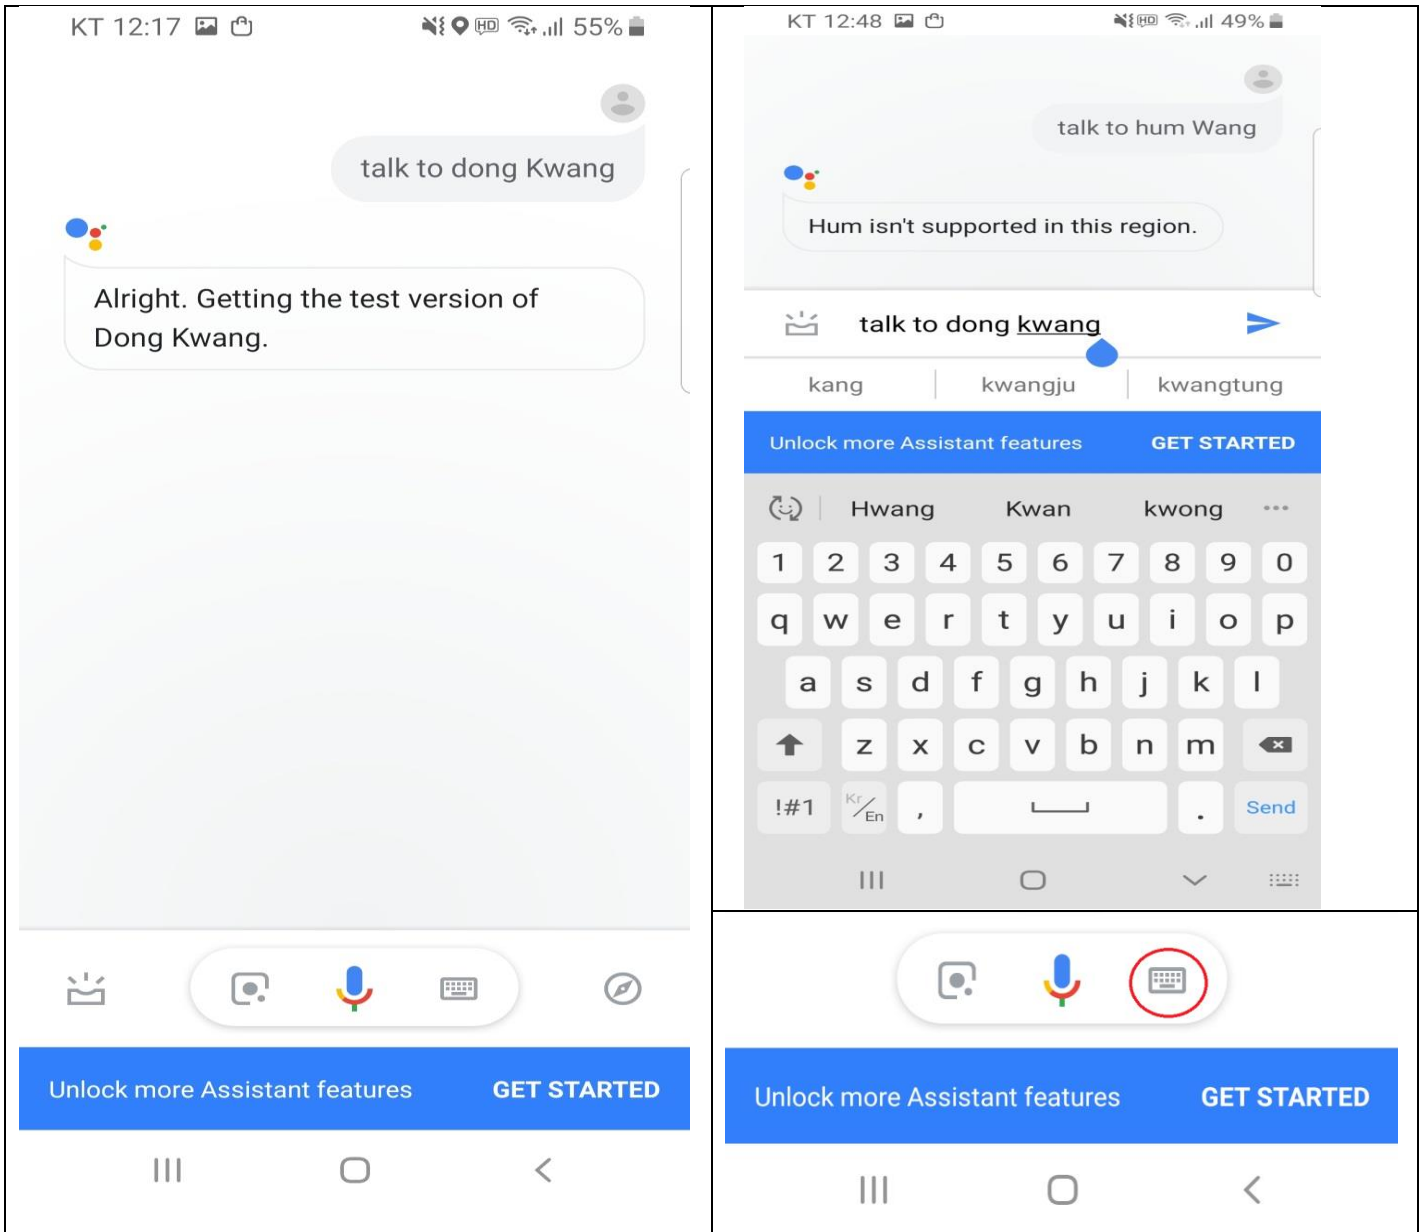 KT 12:17 55%
talk to dong Kwang
Alright. Getting the test version of
Dong Kwang.
Unlock more Assistant features GET STARTED
KT 12:48 HD 49%
talk to hum Wang
Hum isn't supported in this region.
talk to dong kwang
kang kwangju kwangtung
Unlock more Assistant features GET STARTED
Hwang Kwan kwong
1 2 3 4 5 6 7 8 9 0
q w e r t y u i o p
a s d f g h j k l
z x c v b n m
!#1 Kr/En , . Send
Unlock more Assistant features GET STARTED